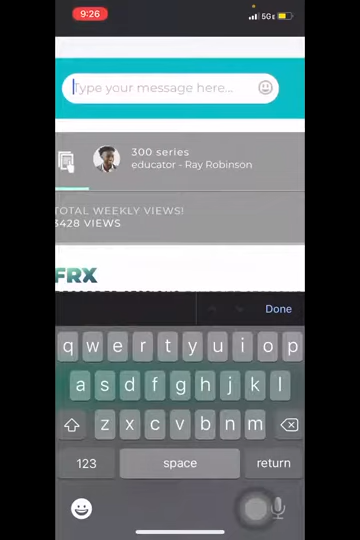 9:26
5GE
Type your message here...
300 series
educator - Ray Robinson
TOTAL WEEKLY VIEWS!
3428 VIEWS
FRX
Done
q w e r t y u i o p
a s d f g h j k l
z x c v b n m
123 space return